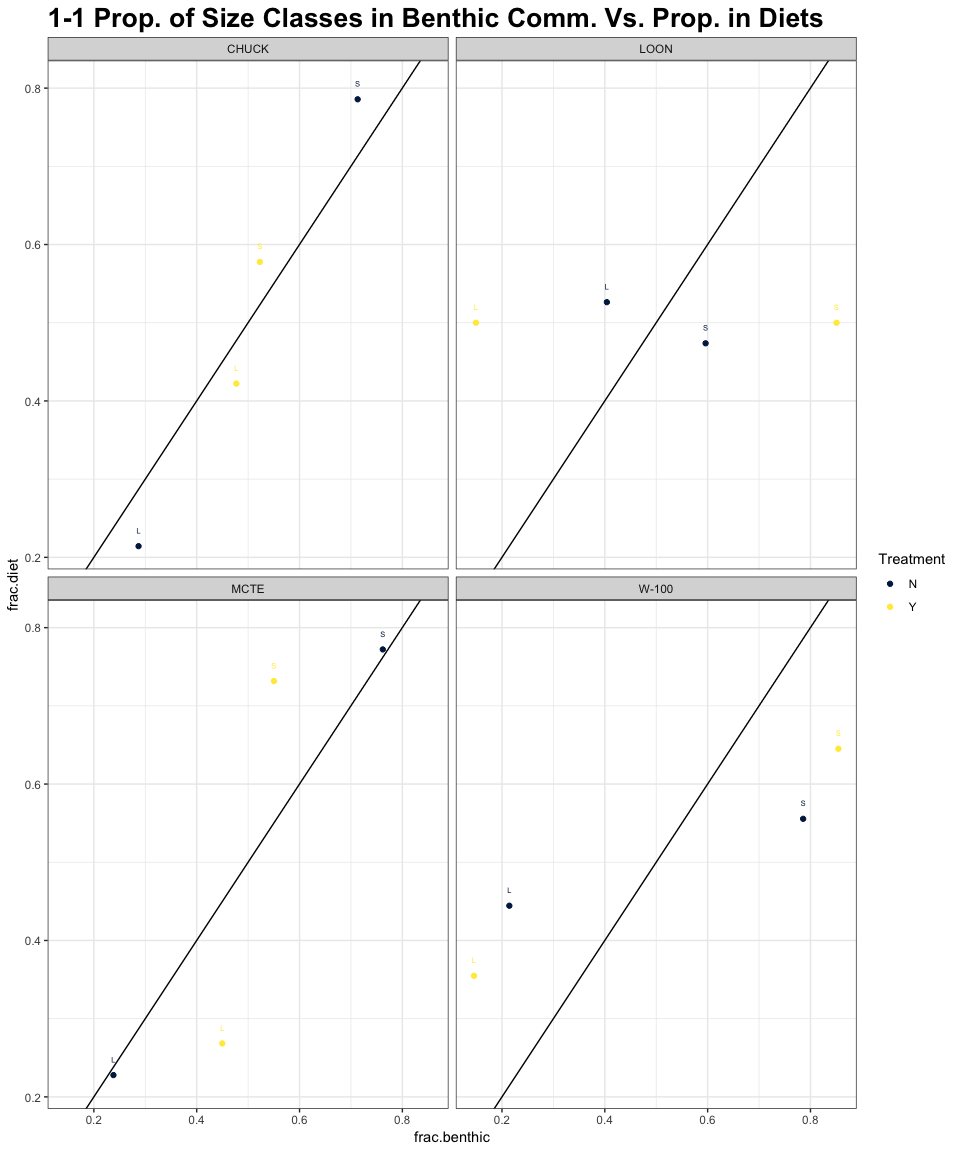 1-1 Prop. of Size Classes in Benthic Comm. Vs. Prop. in Diets
CHUCK
LOON
0.8
S
S
0.6
L
0.4
L
0.2
L
L
S
S
MCTE
W-100
0.8
S
S
0.6
L
0.4
L
0.2
S
S
L
L
0.2
0.4
0.6
0.8
0.2
0.4
0.6
0.8
frac.benthic
frac.diet
Treatment
N
Y